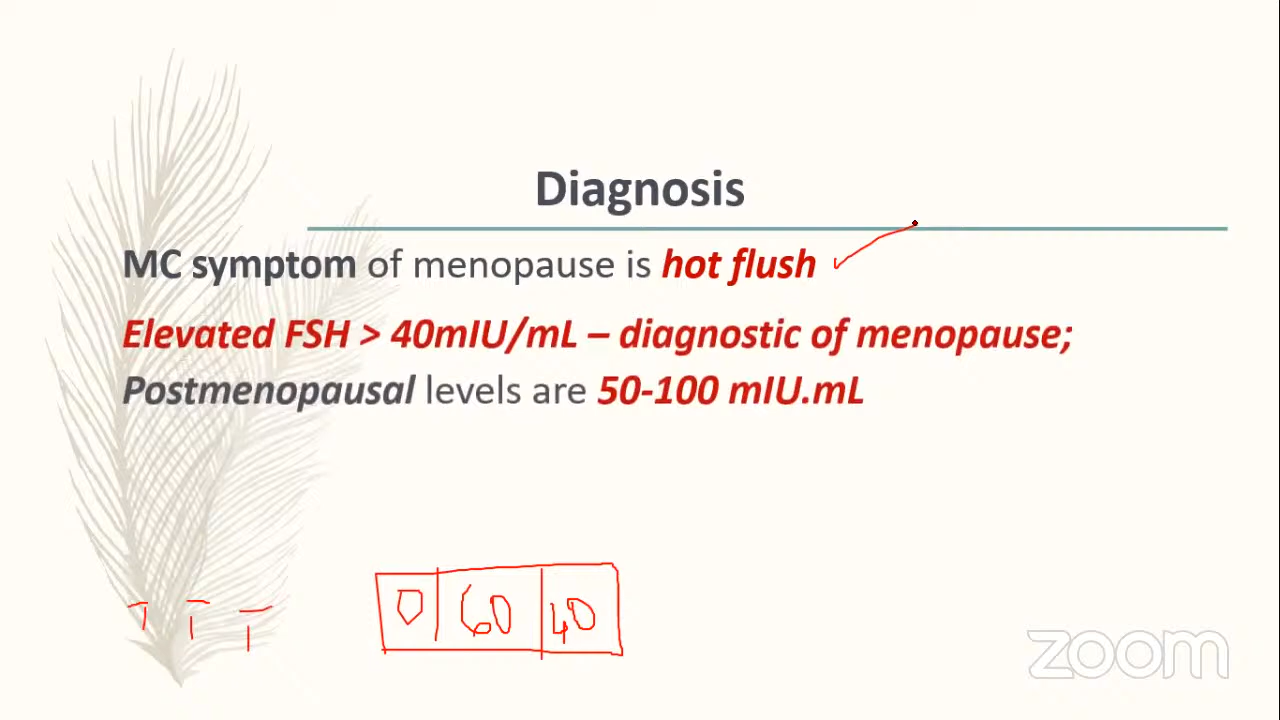 Diagnosis
MC symptom of menopause is hot flush
Elevated FSH > 40mIU/mL – diagnostic of menopause;
Postmenopausal levels are 50-100 mIU.mL
0 60 40
zoom